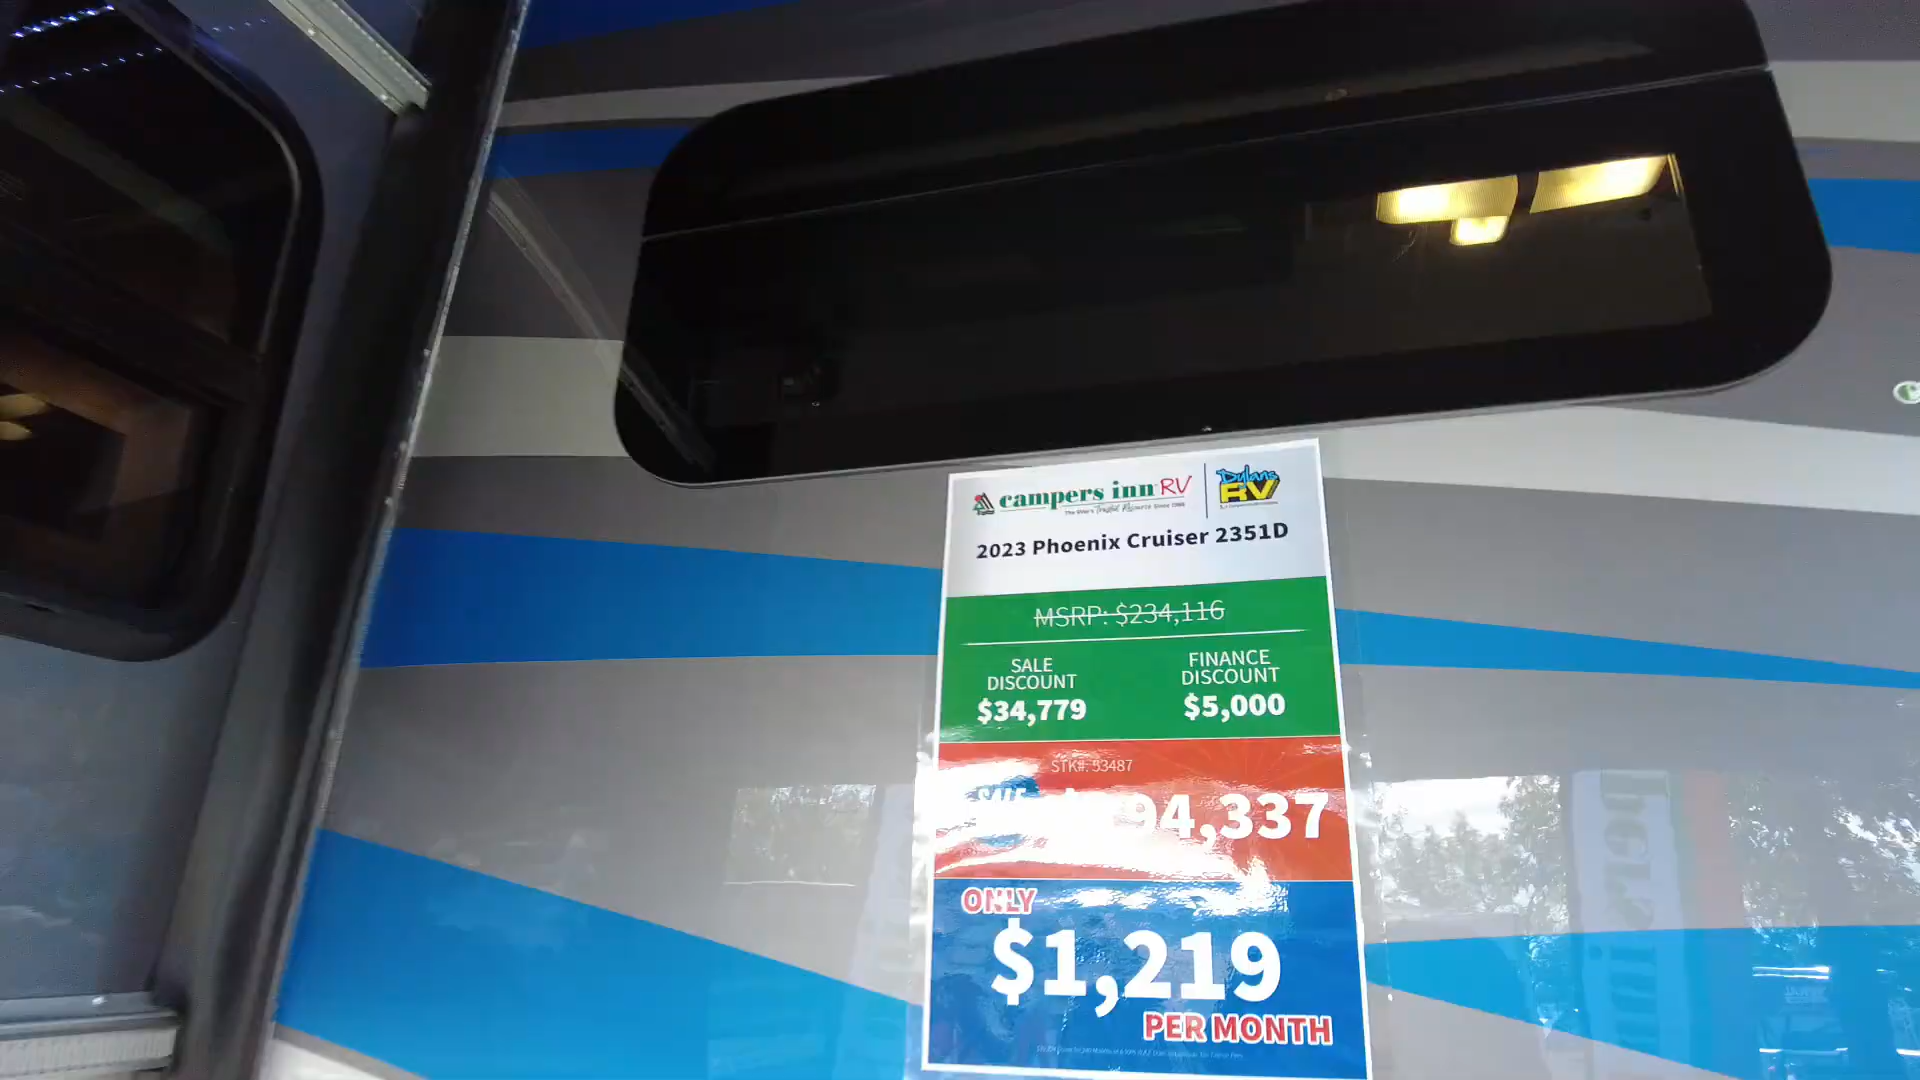 campers inn RV
Dylans RV
2023 Phoenix Cruiser 2351D
MSRP: $234,116
SALE DISCOUNT
$34,779
FINANCE DISCOUNT
$5,000
STK#: 53487
94,337
ONLY
$1,219
PER MONTH